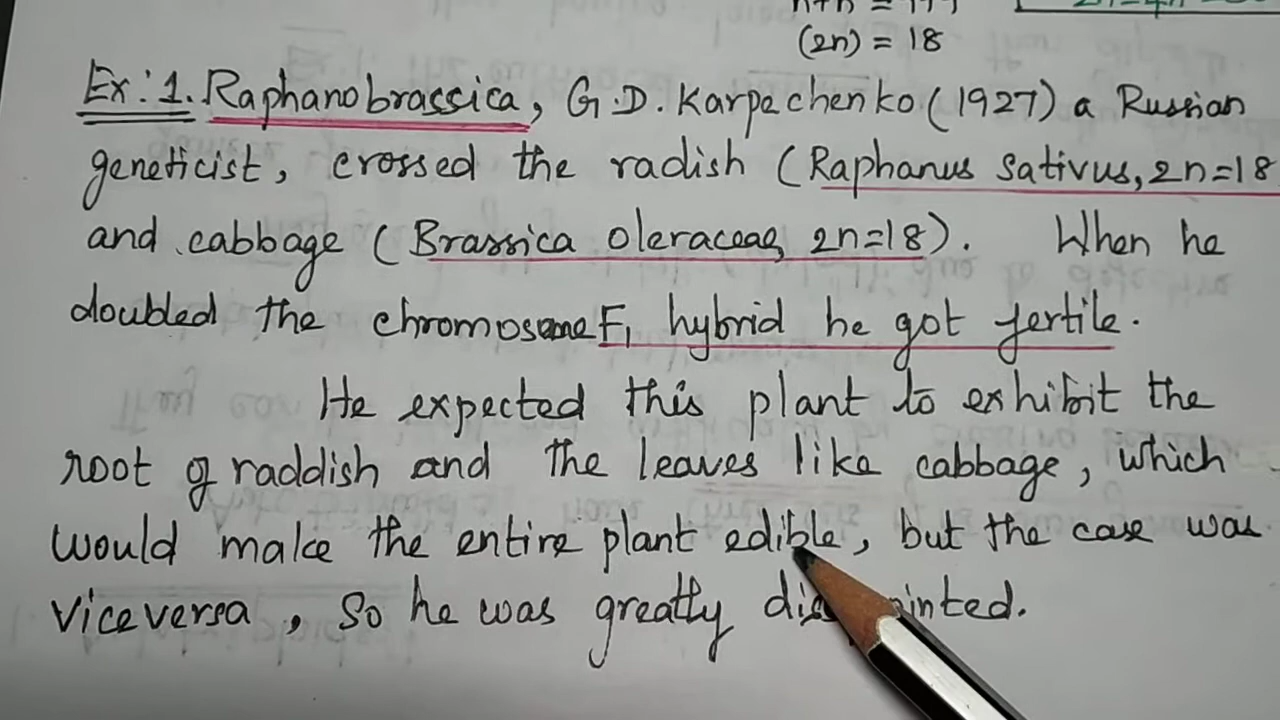 (2n) = 18
Ex:1. Raphanobrassica, G.D. Karpechenko (1927) a Russian
geneticist, crossed the radish (Raphanus sativus, 2n=18
and cabbage (Brassica oleraceae, 2n=18). When he
doubled the chromosome F1 hybrid he got fertile.
He expected this plant to exhibit the
root of raddish and the leaves like cabbage, which
would make the entire plant edible, but the case was
viceversa, so he was greatly